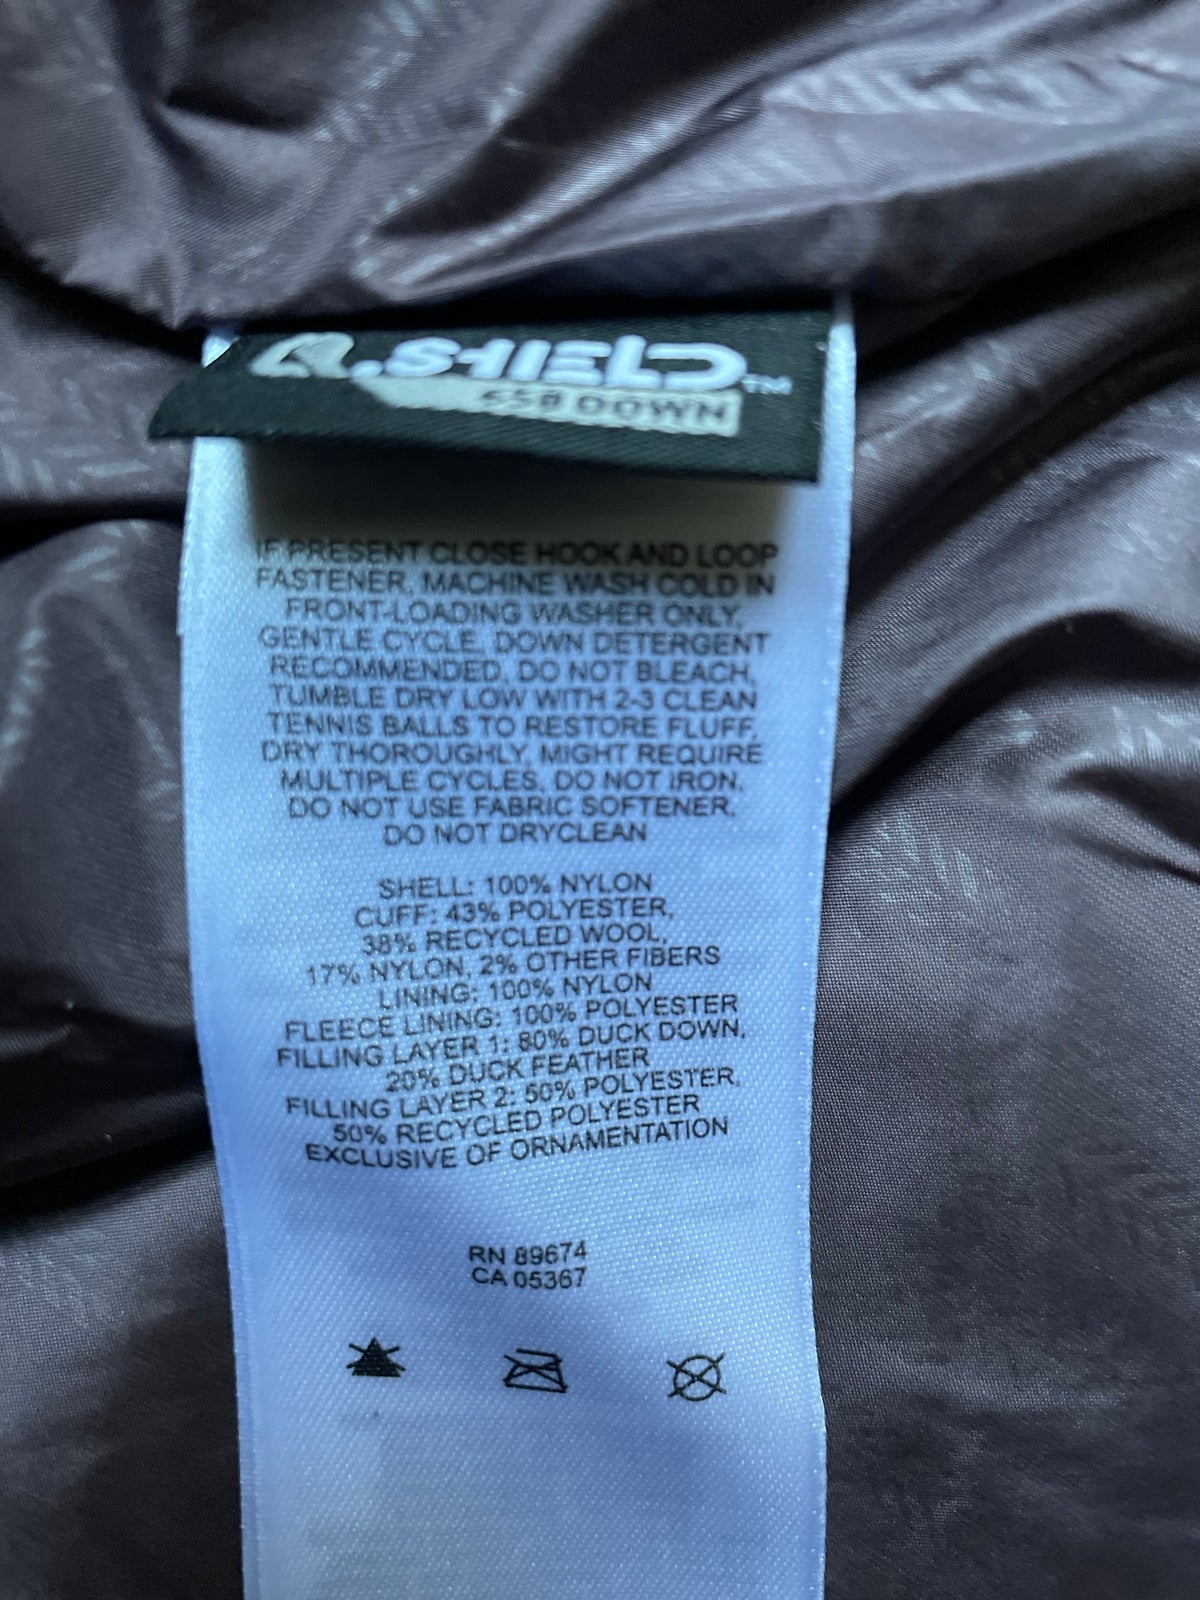 Q.SHIELD™
650 DOWN
IF PRESENT CLOSE HOOK AND LOOP
FASTENER, MACHINE WASH COLD IN
FRONT-LOADING WASHER ONLY,
GENTLE CYCLE, DOWN DETERGENT
RECOMMENDED, DO NOT BLEACH,
TUMBLE DRY LOW WITH 2-3 CLEAN
TENNIS BALLS TO RESTORE FLUFF,
DRY THOROUGHLY, MIGHT REQUIRE
MULTIPLE CYCLES, DO NOT IRON,
DO NOT USE FABRIC SOFTENER,
DO NOT DRYCLEAN
SHELL: 100% NYLON
CUFF: 43% POLYESTER,
38% RECYCLED WOOL,
17% NYLON, 2% OTHER FIBERS
LINING: 100% NYLON
FLEECE LINING: 100% POLYESTER
FILLING LAYER 1: 80% DUCK DOWN,
20% DUCK FEATHER
FILLING LAYER 2: 50% POLYESTER,
50% RECYCLED POLYESTER
EXCLUSIVE OF ORNAMENTATION
RN 89674
CA 05367